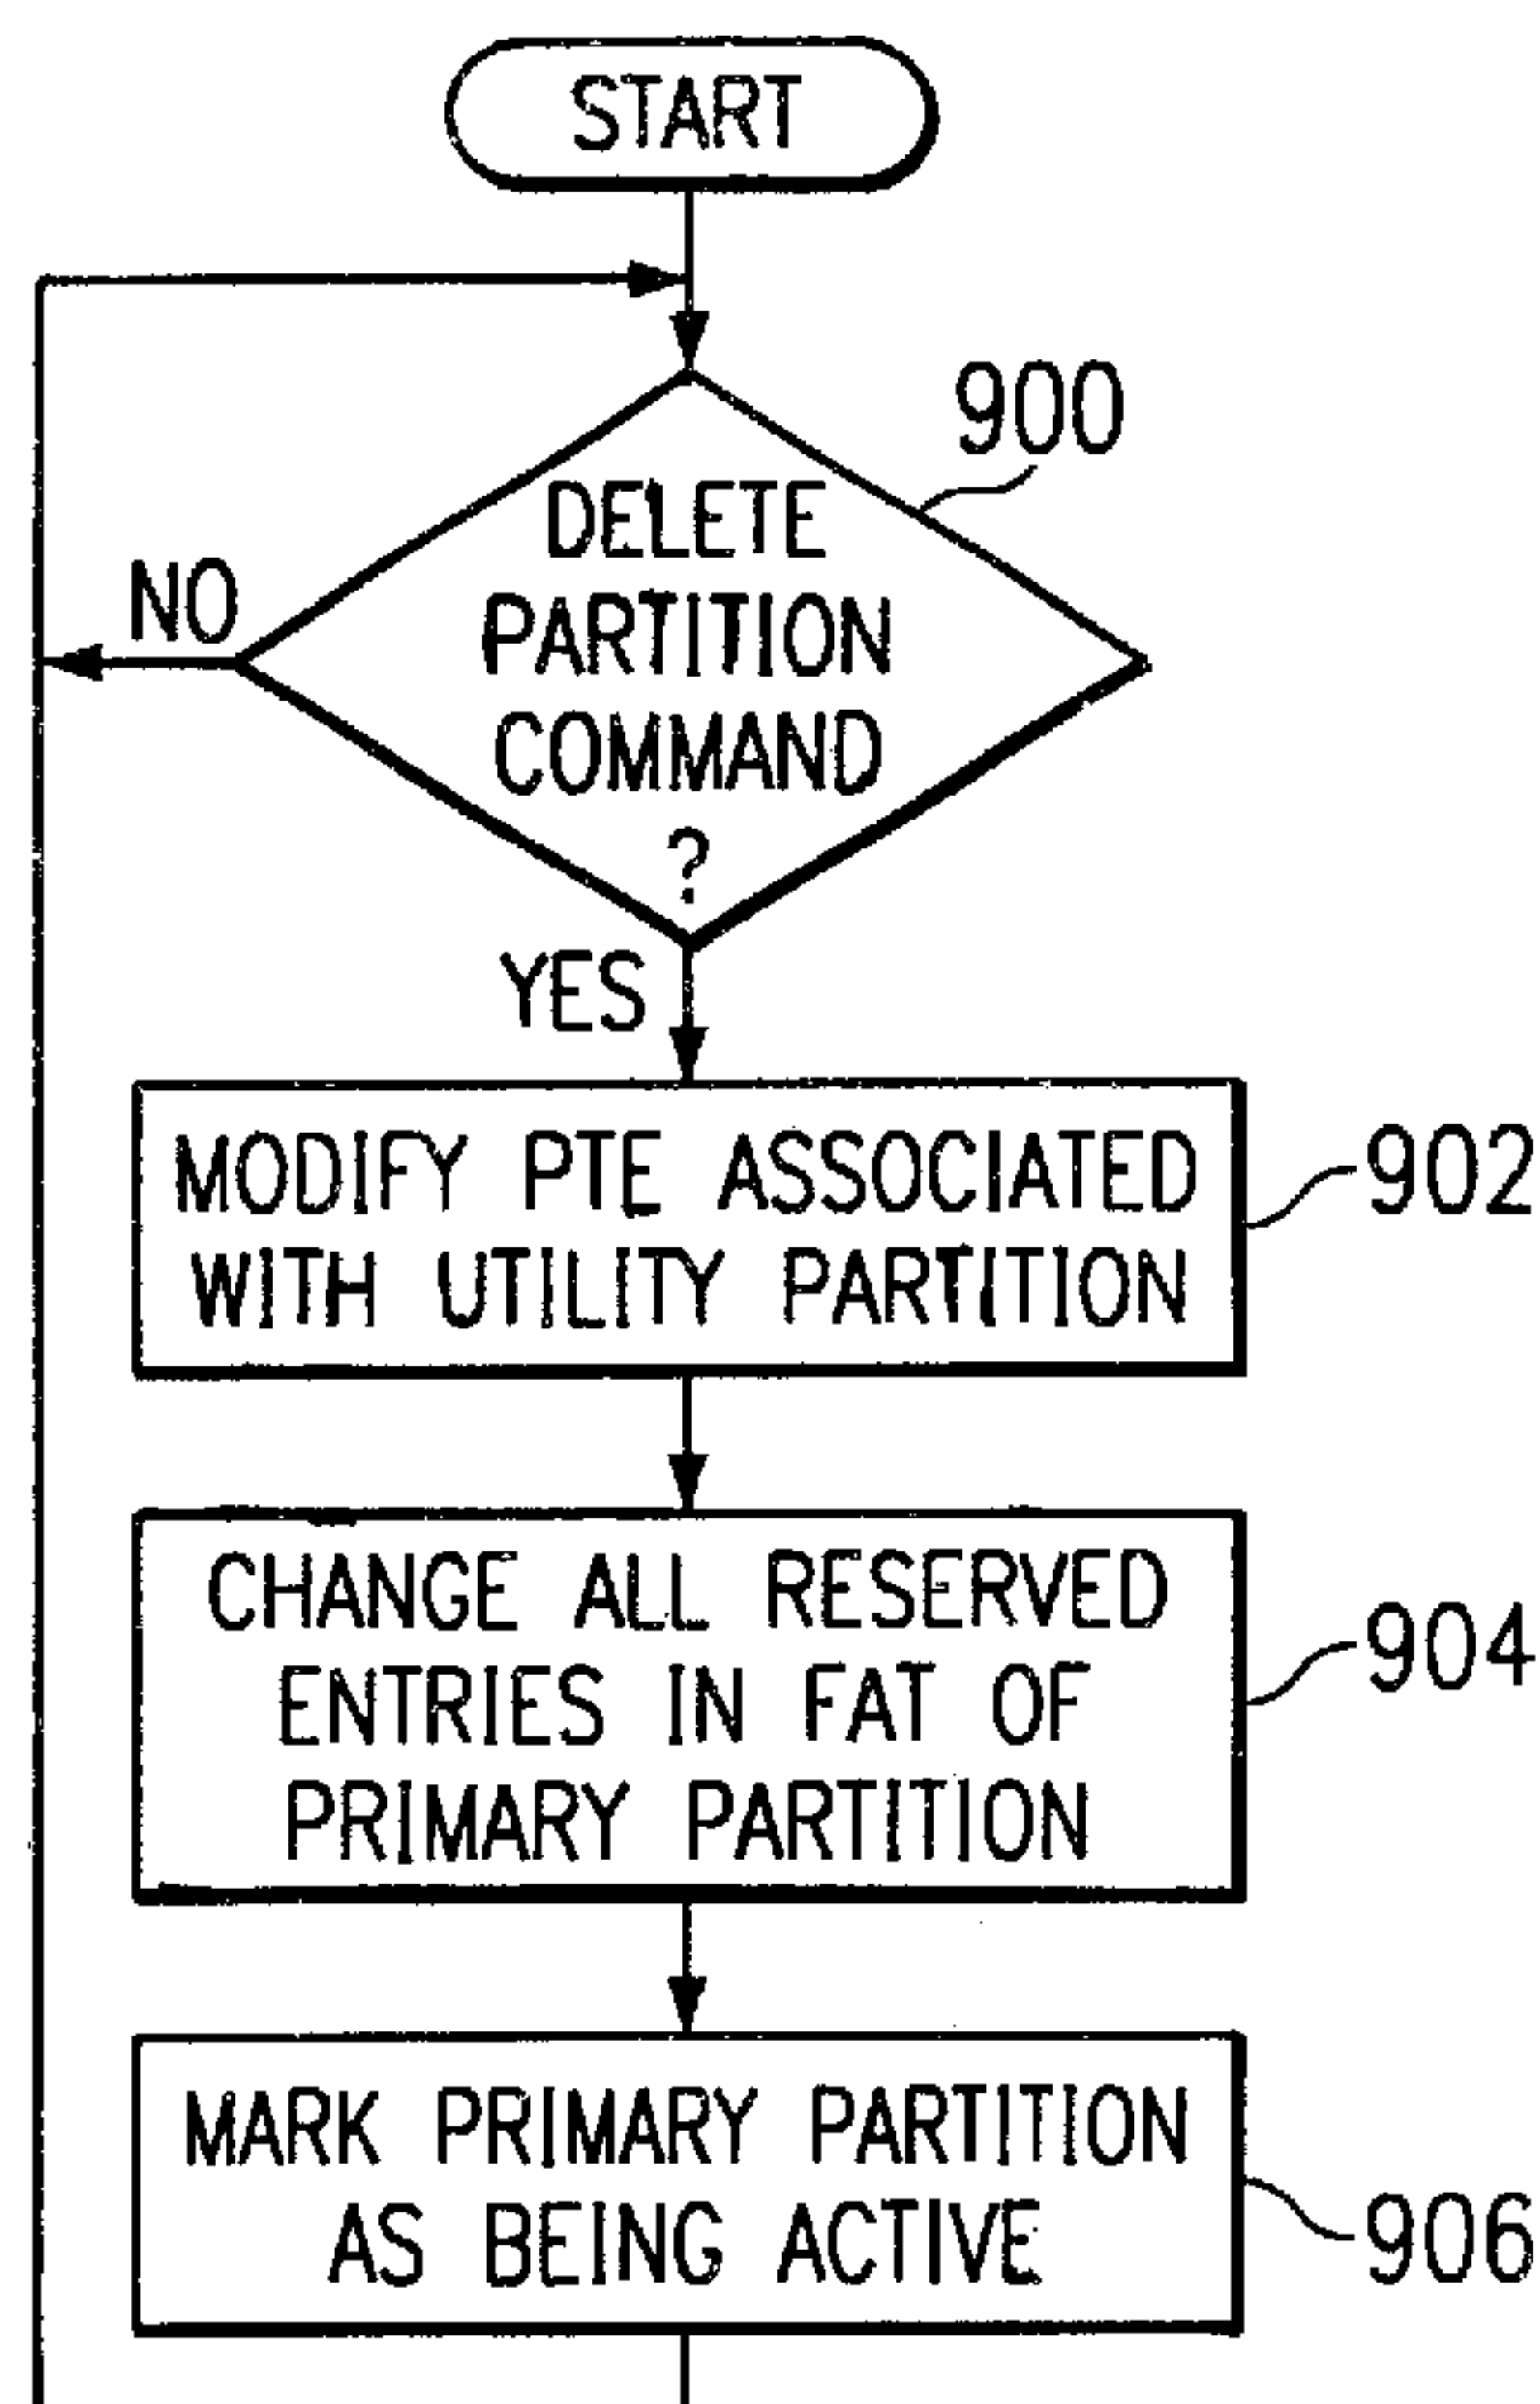 START
900
DELETE
PARTITION
COMMAND
?
NO
YES
MODIFY PTE ASSOCIATED
WITH UTILITY PARTITION
902
CHANGE ALL RESERVED
ENTRIES IN FAT OF
PRIMARY PARTITION
904
MARK PRIMARY PARTITION
AS BEING ACTIVE
906